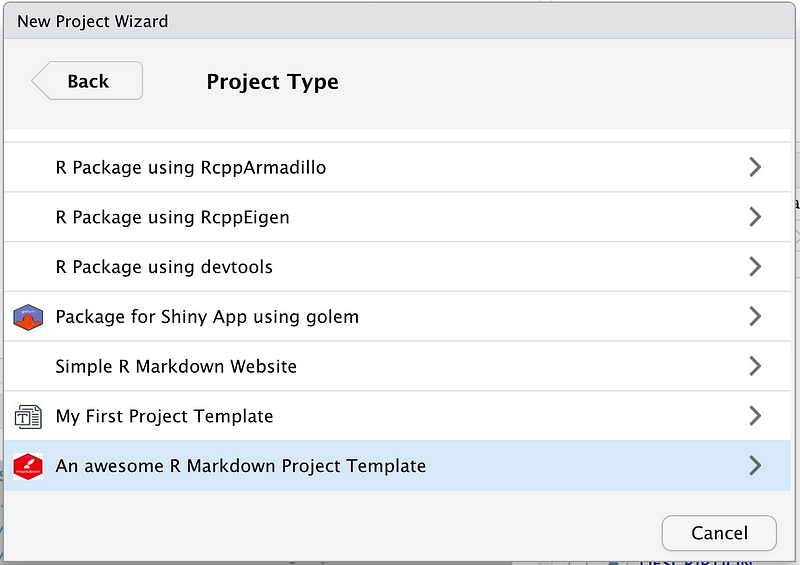 New Project Wizard
Back
Project Type
R Package using RcppArmadillo
R Package using RcppEigen
R Package using devtools
Package for Shiny App using golem
Simple R Markdown Website
T
My First Project Template
An awesome R Markdown Project Template
Cancel